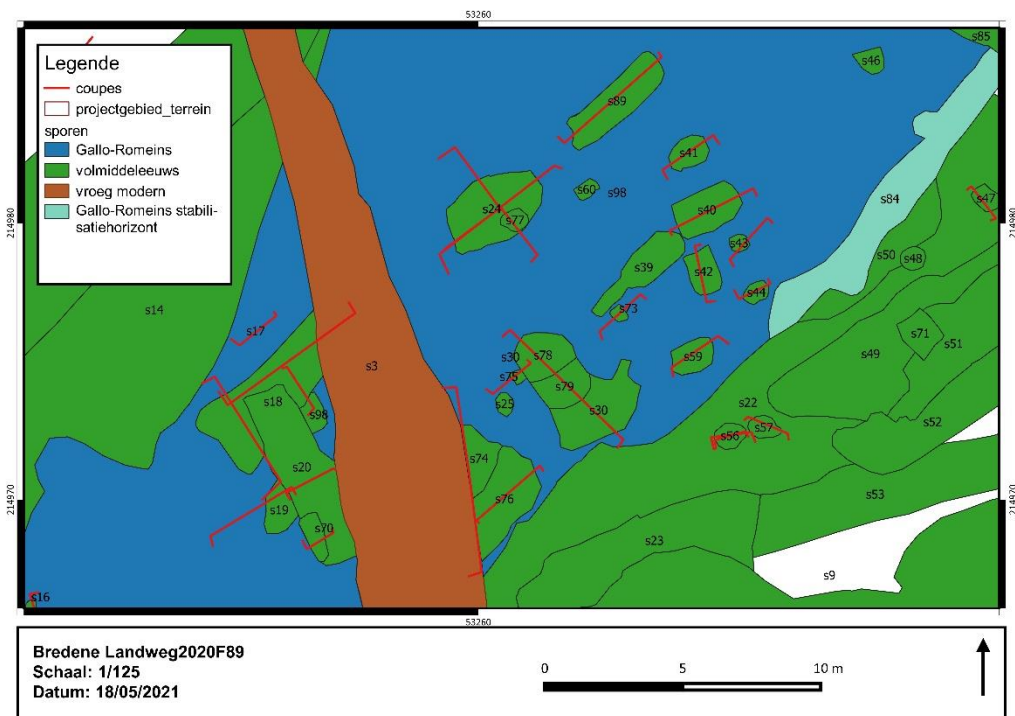 53260
Legende
coupes
projectgebied_terrein
sporen
Gallo-Romeins
volmiddeleeuws
vroeg modern
Gallo-Romeins stabili-
satiehorizont
s85
s46
s89
s41
s60
s98
s24
s77
s40
s84
s47
214980
214980
s43
s50
s48
s39
s42
s44
s14
s73
s17
s71
s51
s30
s78
s59
s49
s3
s75
s79
s18
s98
s25
s30
s22
s52
s57
s56
s74
s20
s76
s53
214970
214970
s19
s70
s23
s9
s16
53260
Bredene Landweg2020F89
Schaal: 1/125
Datum: 18/05/2021
0 5 10 m